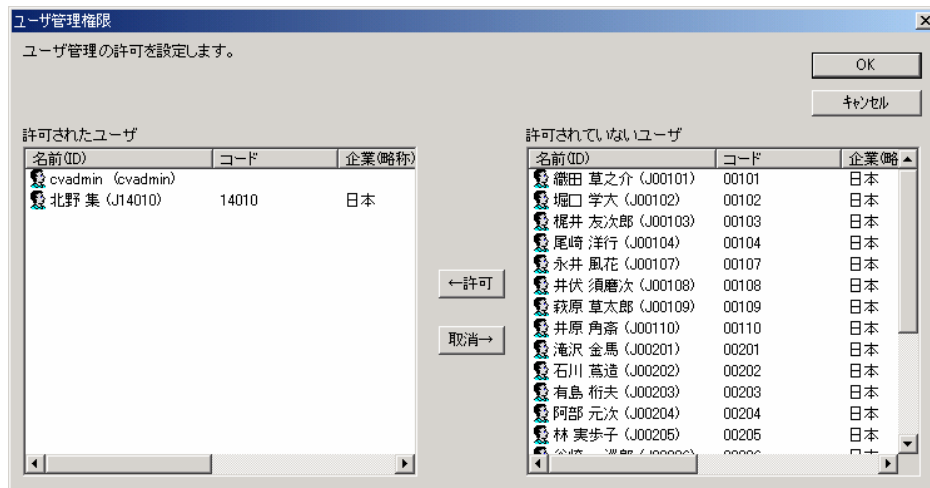 ユーザ管理権限
ユーザ管理の許可を設定します。
OK
キャンセル
許可されたユーザ
名前(ID) コード 企業(略称)
cvadmin (cvadmin)
北野 集 (J14010) 14010 日本
←許可
取消→
許可されていないユーザ
名前(ID) コード 企業(略
織田 草之介 (J00101) 00101 日本
堀口 学大 (J00102) 00102 日本
梶井 友次郎 (J00103) 00103 日本
尾崎 洋行 (J00104) 00104 日本
永井 風花 (J00107) 00107 日本
井伏 須磨次 (J00108) 00108 日本
萩原 草太郎 (J00109) 00109 日本
井原 角斎 (J00110) 00110 日本
滝沢 金馬 (J00201) 00201 日本
石川 蔦造 (J00202) 00202 日本
有島 桁夫 (J00203) 00203 日本
阿部 元次 (J00204) 00204 日本
林 実歩子 (J00205) 00205 日本